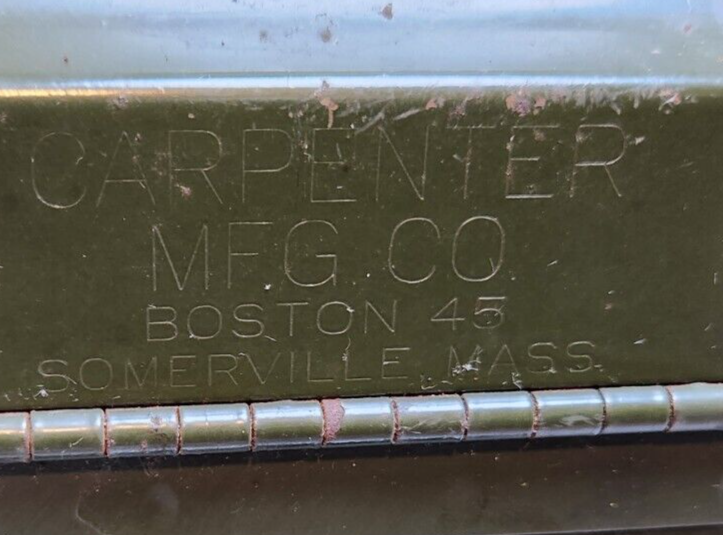 CARPENTER
MFG. CO
BOSTON 45
SOMERVILLE, MASS.